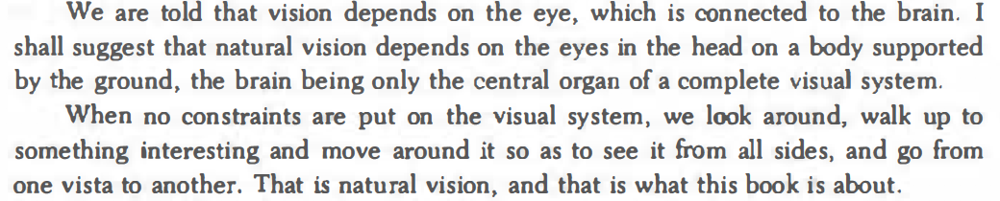 We are told that vision depends on the eye, which is connected to the brain. I
shall suggest that natural vision depends on the eyes in the head on a body supported
by the ground, the brain being only the central organ of a complete visual system.
When no constraints are put on the visual system, we look around, walk up to
something interesting and move around it so as to see it from all sides, and go from
one vista to another. That is natural vision, and that is what this book is about.